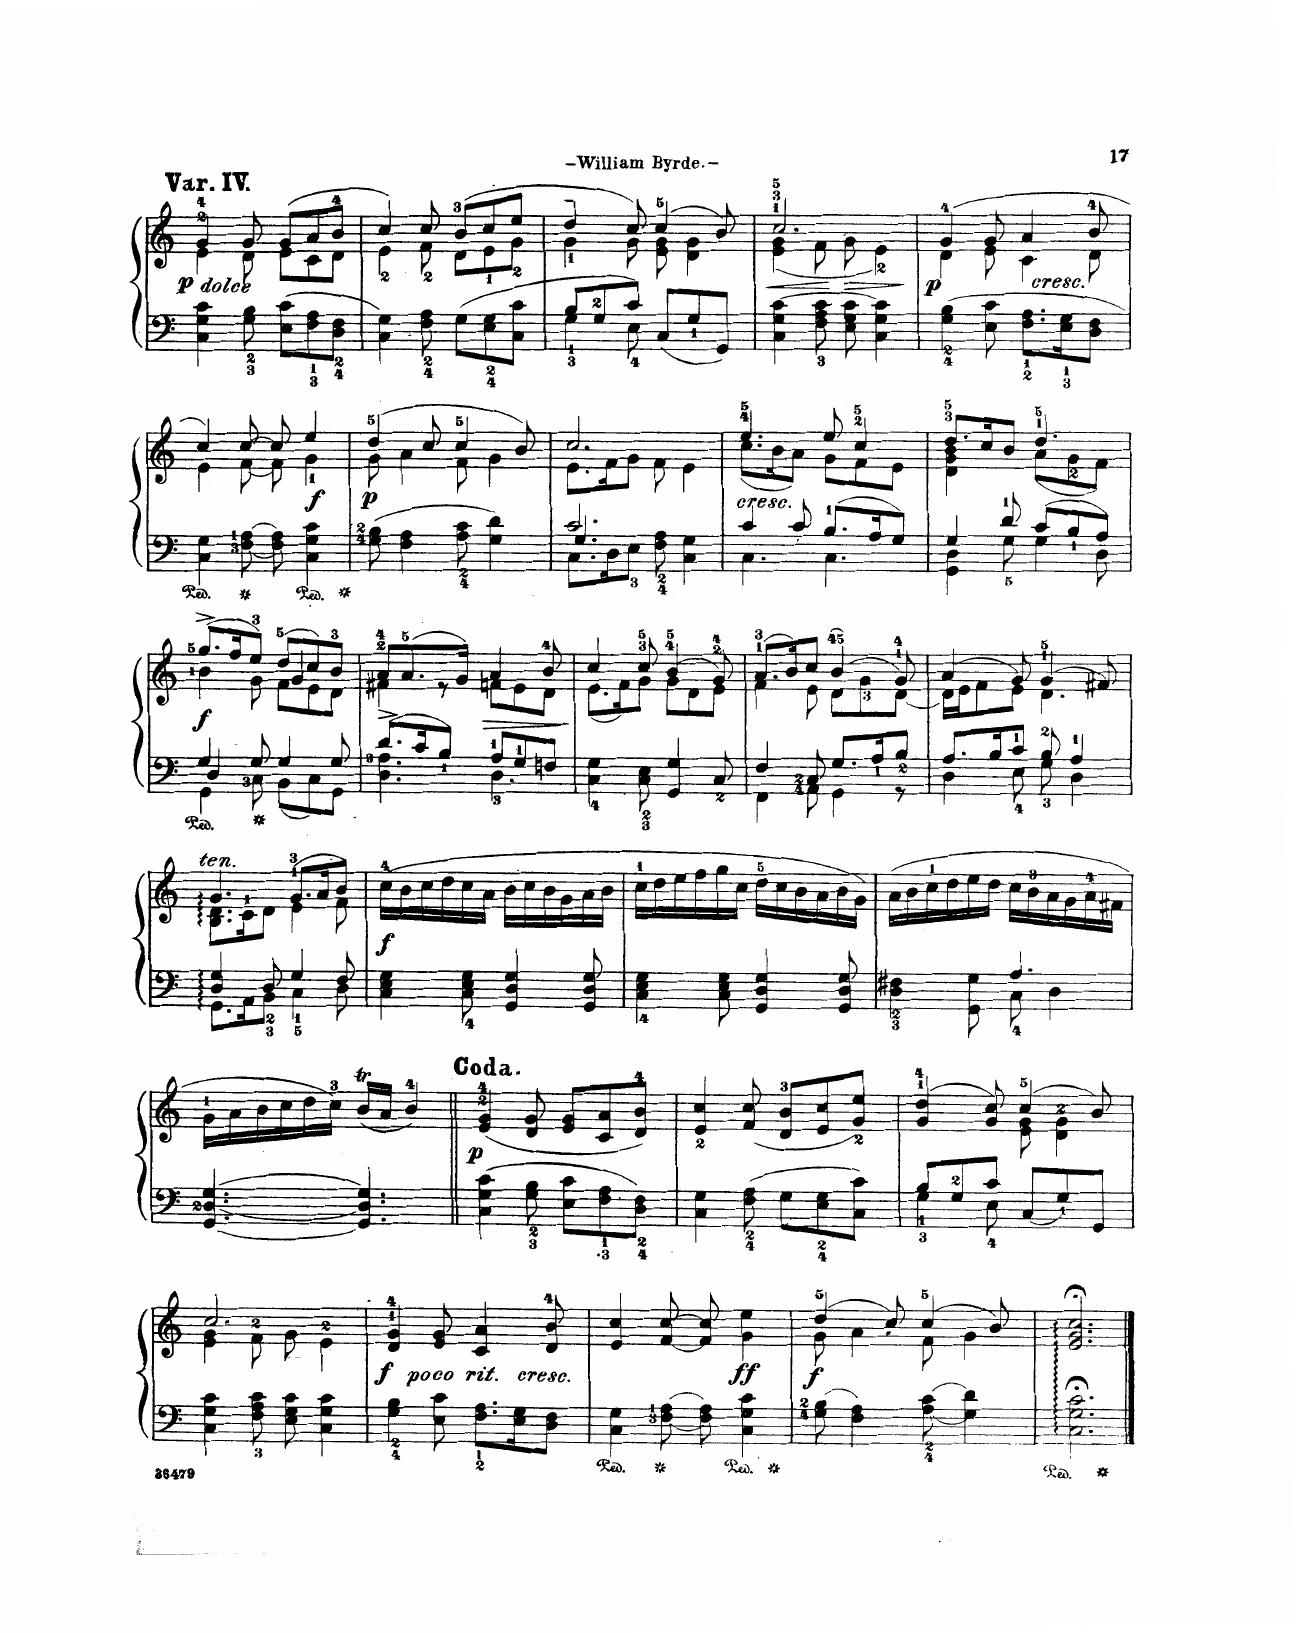 -William Byrde.-
17
Var. IV.
p dolce
p cresc.
f p cresc.
f
ten.
f
Coda.
tr
p
f poco rit. cresc. ff f
Ped. * Ped. *
Ped. *
Ped. * Ped. * Ped. *
36479